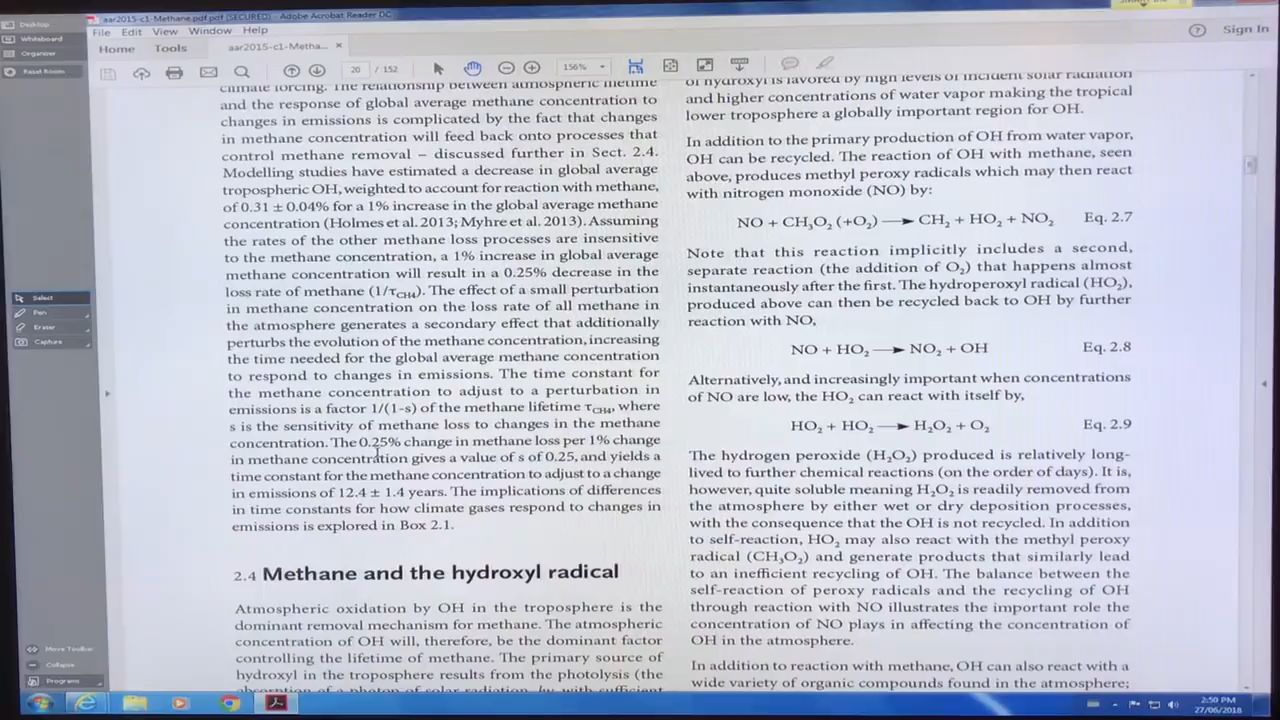 Desktop
Whiteboard
Organiser
Reset Room
aar2015-c1-Methane.pdf.pdf (SECURED) - Adobe Acrobat Reader DC
File Edit View Window Help
Home Tools aar2015-c1-Metha... ×
Sign In
20 / 152
156%
climate forcing. The relationship between atmospheric lifetime
and the response of global average methane concentration to
changes in emissions is complicated by the fact that changes
in methane concentration will feed back onto processes that
control methane removal – discussed further in Sect. 2.4.
Modelling studies have estimated a decrease in global average
tropospheric OH, weighted to account for reaction with methane,
of 0.31 ± 0.04% for a 1% increase in the global average methane
concentration (Holmes et al. 2013; Myhre et al. 2013). Assuming
the rates of the other methane loss processes are insensitive
to the methane concentration, a 1% increase in global average
methane concentration will result in a 0.25% decrease in the
loss rate of methane (1/τCH4). The effect of a small perturbation
in methane concentration on the loss rate of all methane in
the atmosphere generates a secondary effect that additionally
perturbs the evolution of the methane concentration, increasing
the time needed for the global average methane concentration
to respond to changes in emissions. The time constant for
the methane concentration to adjust to a perturbation in
emissions is a factor 1/(1-s) of the methane lifetime τCH4, where
s is the sensitivity of methane loss to changes in the methane
concentration. The 0.25% change in methane loss per 1% change
in methane concentration gives a value of s of 0.25, and yields a
time constant for the methane concentration to adjust to a change
in emissions of 12.4 ± 1.4 years. The implications of differences
in time constants for how climate gases respond to changes in
emissions is explored in Box 2.1.
2.4 Methane and the hydroxyl radical
Atmospheric oxidation by OH in the troposphere is the
dominant removal mechanism for methane. The atmospheric
concentration of OH will, therefore, be the dominant factor
controlling the lifetime of methane. The primary source of
hydroxyl in the troposphere results from the photolysis (the
absorption of a photon of solar radiation by with sufficient
of hydroxyl is favored by high levels of incident solar radiation
and higher concentrations of water vapor making the tropical
lower troposphere a globally important region for OH.
In addition to the primary production of OH from water vapor,
OH can be recycled. The reaction of OH with methane, seen
above, produces methyl peroxy radicals which may then react
with nitrogen monoxide (NO) by:
NO + CH₃O₂ (+O₂) → CH₂ + HO₂ + NO₂ Eq. 2.7
Note that this reaction implicitly includes a second,
separate reaction (the addition of O₂) that happens almost
instantaneously after the first. The hydroperoxyl radical (HO₂),
produced above can then be recycled back to OH by further
reaction with NO,
NO + HO₂ → NO₂ + OH Eq. 2.8
Alternatively, and increasingly important when concentrations
of NO are low, the HO₂ can react with itself by,
HO₂ + HO₂ → H₂O₂ + O₂ Eq. 2.9
The hydrogen peroxide (H₂O₂) produced is relatively long-
lived to further chemical reactions (on the order of days). It is,
however, quite soluble meaning H₂O₂ is readily removed from
the atmosphere by either wet or dry deposition processes,
with the consequence that the OH is not recycled. In addition
to self-reaction, HO₂ may also react with the methyl peroxy
radical (CH₃O₂) and generate products that similarly lead
to an inefficient recycling of OH. The balance between the
self-reaction of peroxy radicals and the recycling of OH
through reaction with NO illustrates the important role the
concentration of NO plays in affecting the concentration of
OH in the atmosphere.
In addition to reaction with methane, OH can also react with a
wide variety of organic compounds found in the atmosphere;
Select
Pen
Eraser
Capture
Move Toolbar
Collapse
Programs
2:50 PM
27/06/2018